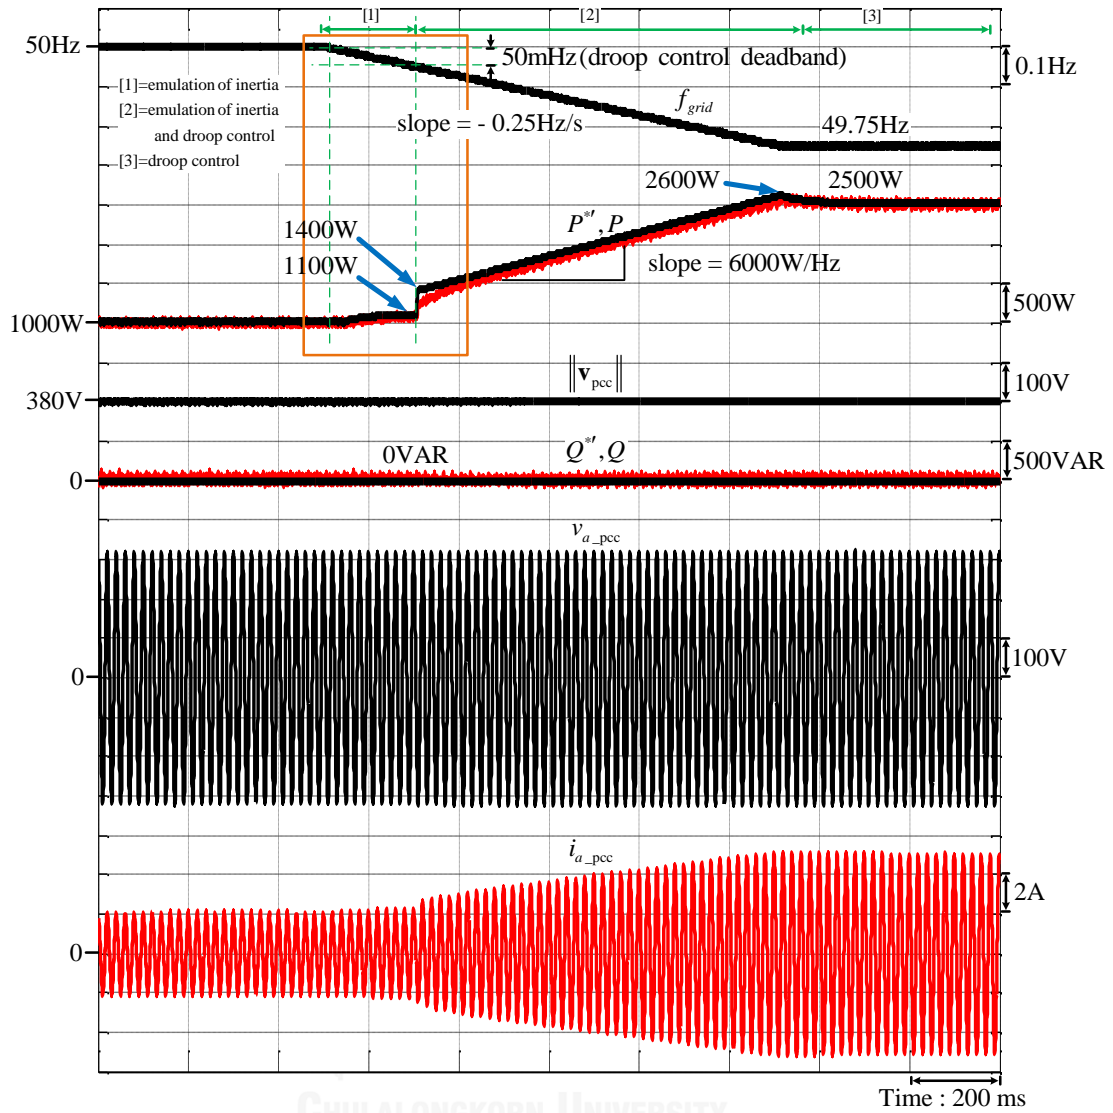 [1]
[2]
[3]
50Hz
50mHz (droop control deadband)
0.1Hz
[1]=emulation of inertia
[2]=emulation of inertia
and droop control
[3]=droop control
slope = - 0.25Hz/s
f_grid
49.75Hz
2600W
2500W
1400W
P*', P
1100W
slope = 6000W/Hz
500W
1000W
‖v_pcc‖
100V
380V
0VAR
Q*', Q
500VAR
0
v_a_pcc
100V
0
i_a_pcc
2A
0
Time : 200 ms
CHULALONGKORN UNIVERSITY